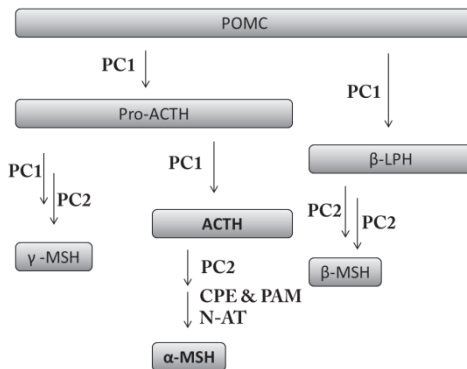 POMC
PC1
PC1
Pro-ACTH
PC1
β-LPH
PC1
PC2
PC2
PC2
ACTH
γ -MSH
PC2
β-MSH
CPE & PAM
N-AT
α-MSH